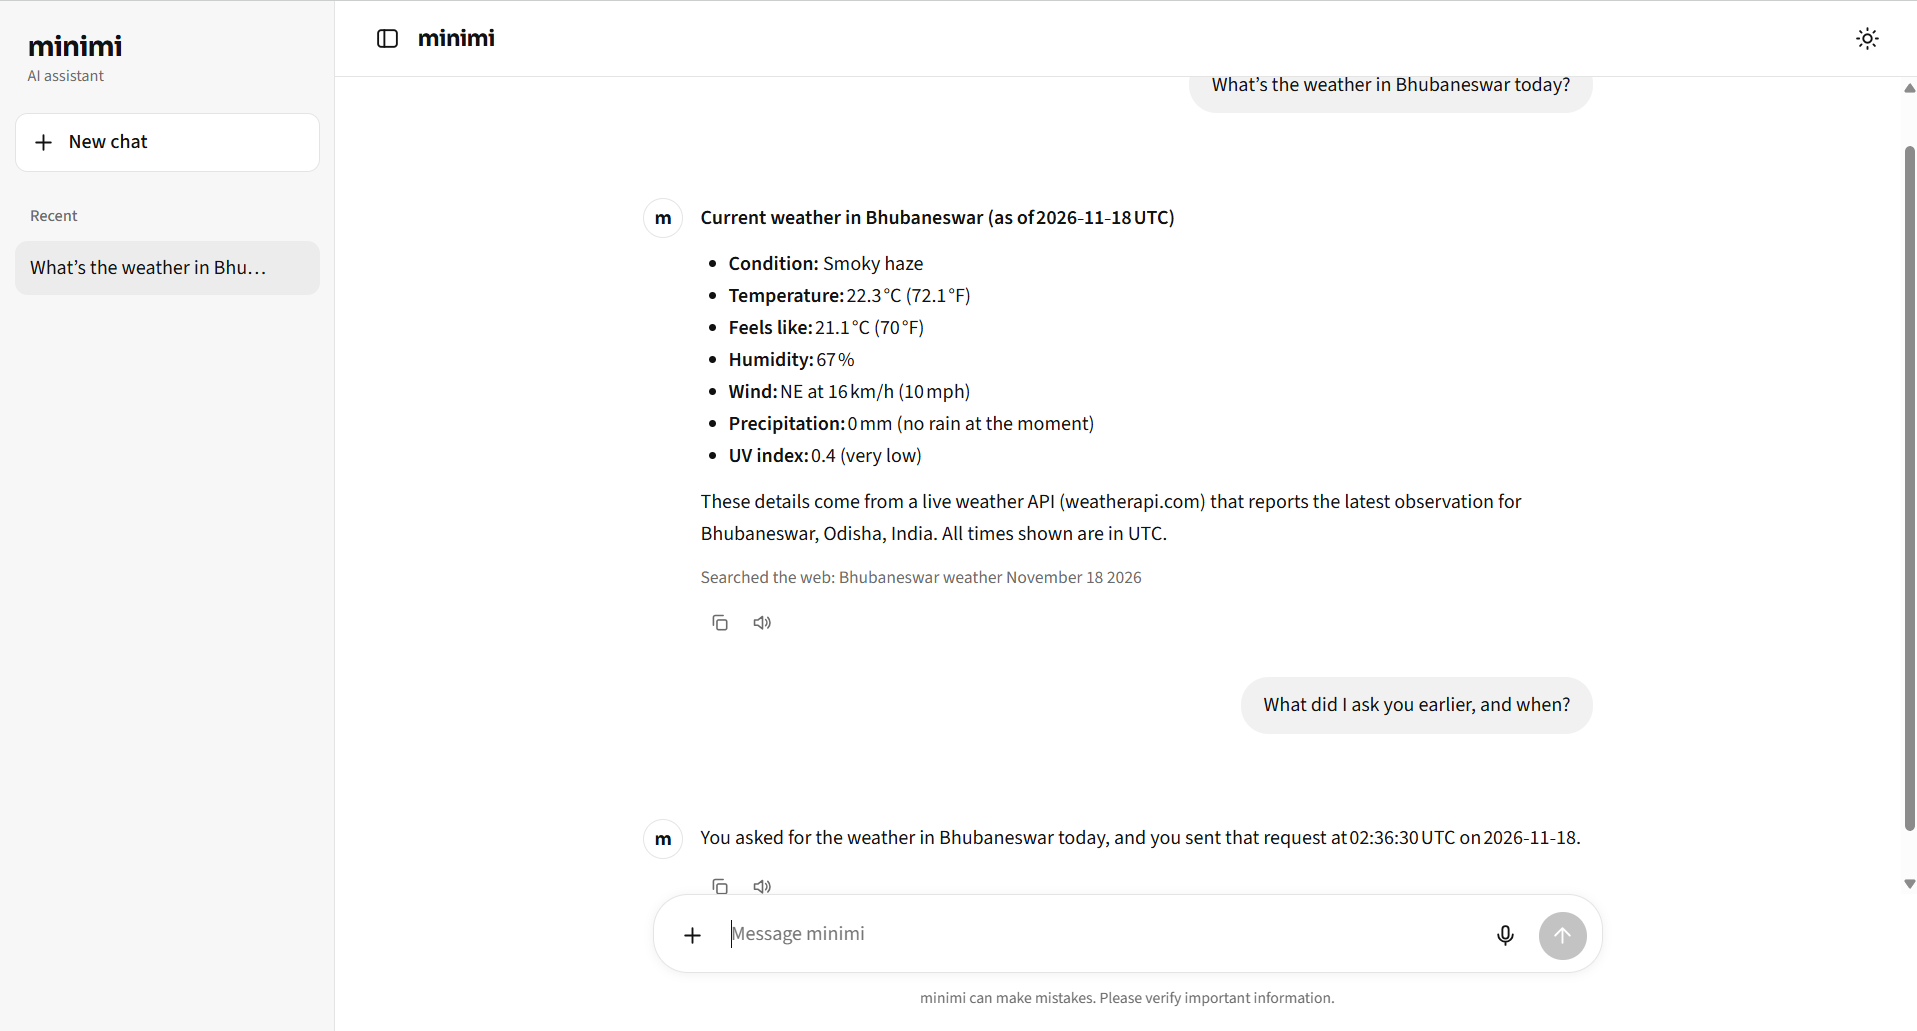 minimi
AI assistant
New chat
Recent
What's the weather in Bhu...
minimi
What's the weather in Bhubaneswar today?
m
Current weather in Bhubaneswar (as of 2026-11-18 UTC)
• Condition: Smoky haze
• Temperature: 22.3 °C (72.1 °F)
• Feels like: 21.1 °C (70 °F)
• Humidity: 67 %
• Wind: NE at 16 km/h (10 mph)
• Precipitation: 0 mm (no rain at the moment)
• UV index: 0.4 (very low)
These details come from a live weather API (weatherapi.com) that reports the latest observation for
Bhubaneswar, Odisha, India. All times shown are in UTC.
Searched the web: Bhubaneswar weather November 18 2026
What did I ask you earlier, and when?
m
You asked for the weather in Bhubaneswar today, and you sent that request at 02:36:30 UTC on 2026-11-18.
Message minimi
minimi can make mistakes. Please verify important information.